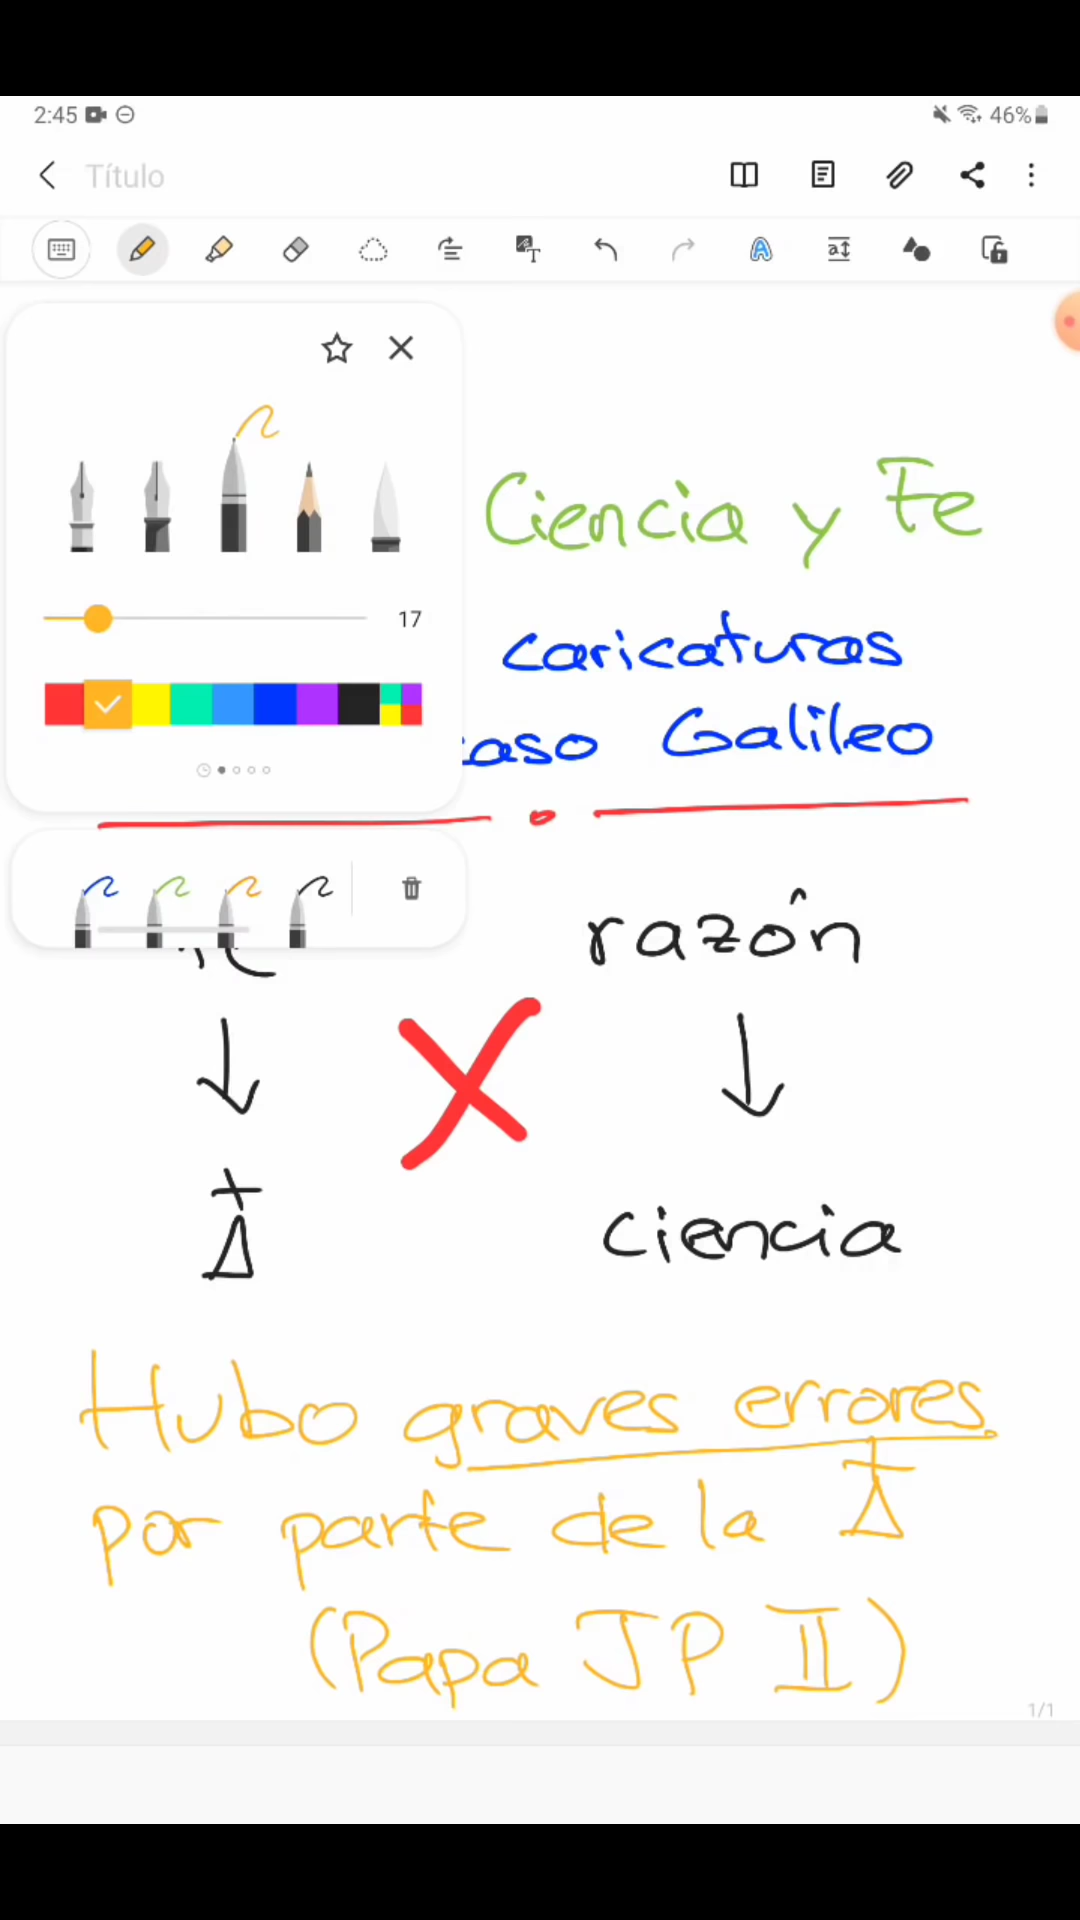 2:45 46%
Título
17
Ciencia y Fe
caricaturas
caso Galileo
razón
ciencia
Hubo graves errores
por parte de la
(Papa JP II)
1/1